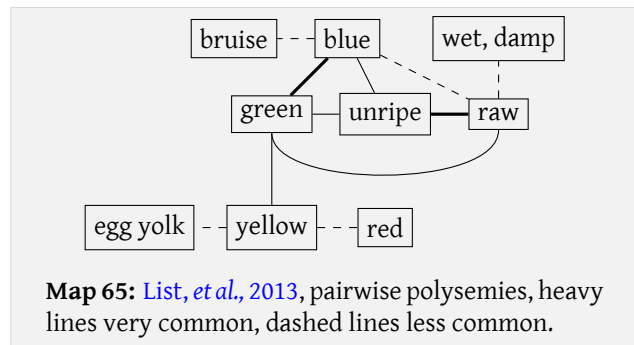 bruise blue wet, damp
green unripe raw
egg yolk yellow red
Map 65: List, et al., 2013, pairwise polysemies, heavy
lines very common, dashed lines less common.